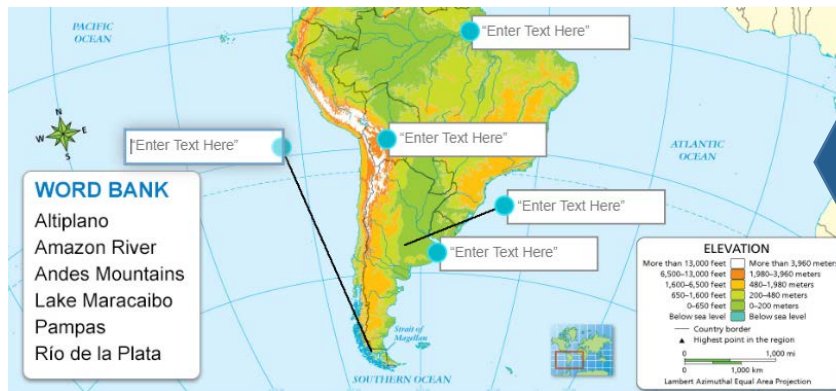 PACIFIC
OCEAN
"Enter Text Here"
N
W E
S
"Enter Text Here"
"Enter Text Here"
ATLANTIC
OCEAN
WORD BANK
Altiplano
Amazon River
Andes Mountains
Lake Maracaibo
Pampas
Río de la Plata
"Enter Text Here"
"Enter Text Here"
Strait of
Magellan
SOUTHERN OCEAN
ELEVATION
More than 13,000 feet More than 3,960 meters
6,500–13,000 feet 1,980–3,960 meters
1,600–6,500 feet 480–1,980 meters
650–1,600 feet 200–480 meters
0–650 feet 0–200 meters
Below sea level Below sea level
Country border
Highest point in the region
0 1,000 mi
0 1,000 km
Lambert Azimuthal Equal Area Projection